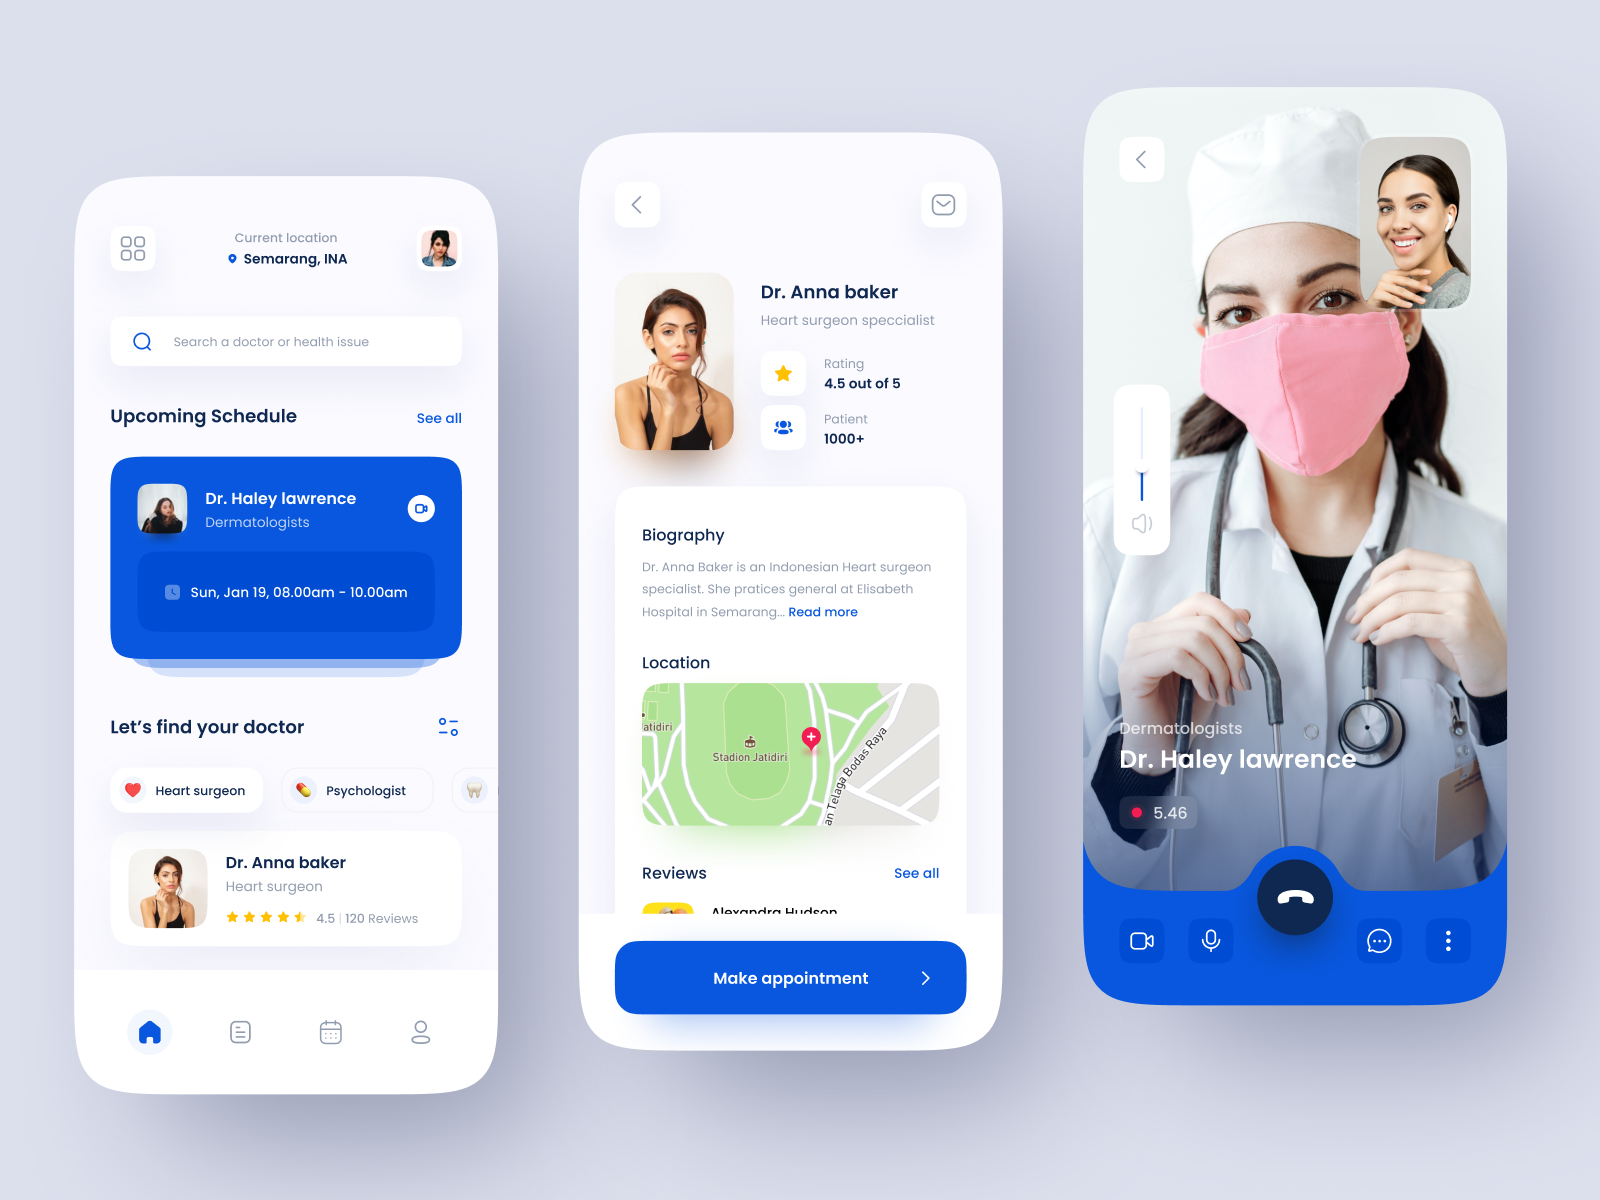 Current location
Semarang, INA
Search a doctor or health issue
Upcoming Schedule
See all
Dr. Haley lawrence
Dermatologists
Sun, Jan 19, 08.00am - 10.00am
Let's find your doctor
Heart surgeon
Psychologist
Dr. Anna baker
Heart surgeon
4.5 | 120 Reviews
Dr. Anna baker
Heart surgeon speccialist
Rating
4.5 out of 5
Patient
1000+
Biography
Dr. Anna Baker is an Indonesian Heart surgeon
specialist. She pratices general at Elisabeth
Hospital in Semarang... Read more
Location
atidiri
Stadion Jatidiri
an Telaga Bodas Raya
Reviews
See all
Alexandra Hudson
Make appointment
Dermatologists
Dr. Haley lawrence
5.46